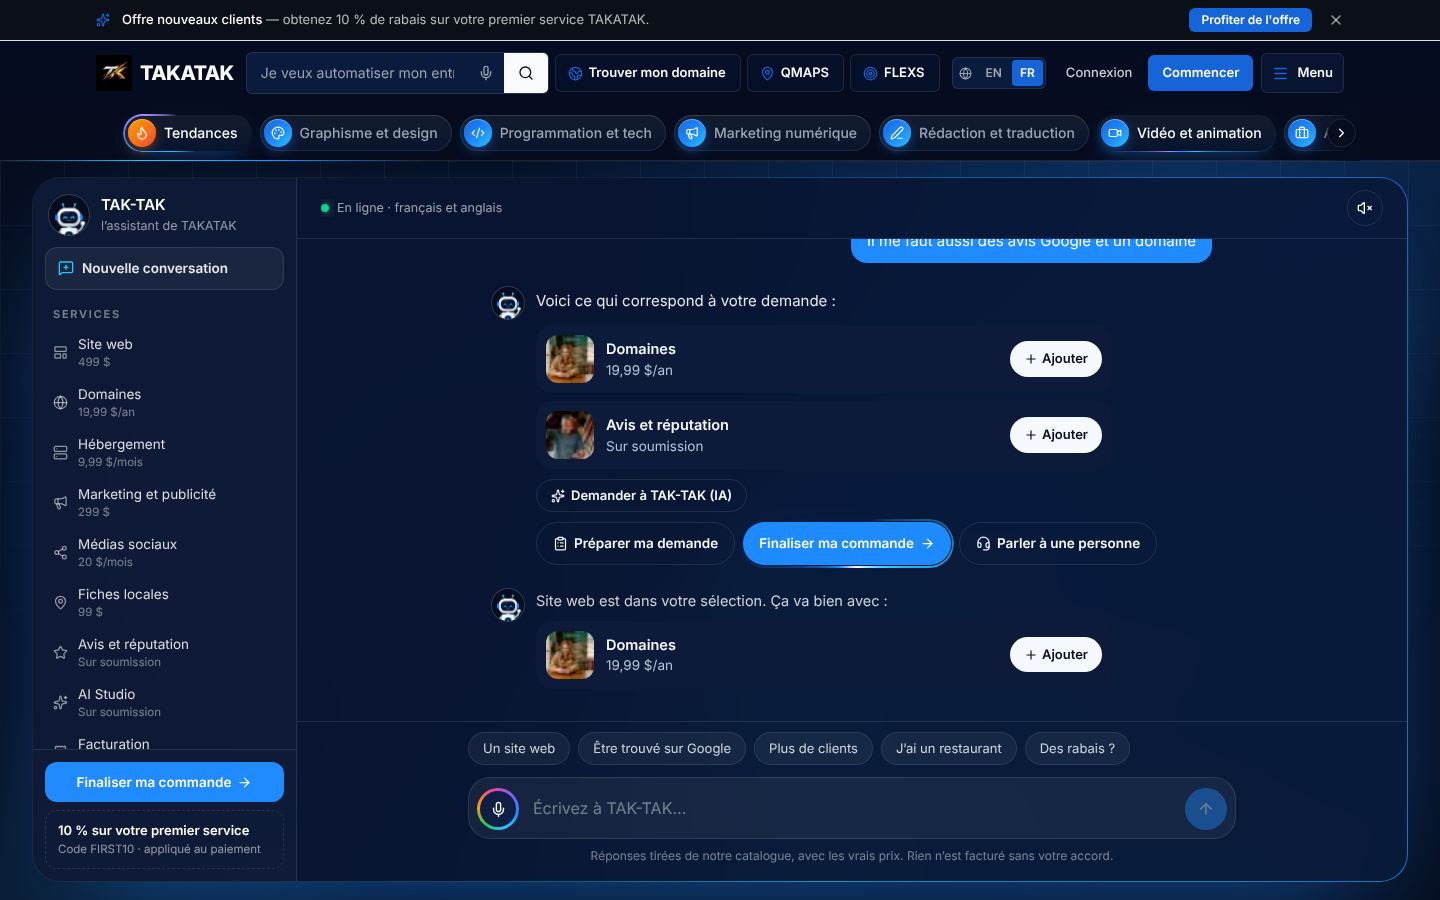 Offre nouveaux clients — obtenez 10 % de rabais sur votre premier service TAKATAK.
Profiter de l'offre
TAKATAK
Je veux automatiser mon ent
Trouver mon domaine
QMAPS
FLEXS
EN
FR
Connexion
Commencer
Menu
Tendances
Graphisme et design
Programmation et tech
Marketing numérique
Rédaction et traduction
Vidéo et animation
TAK-TAK
l’assistant de TAKATAK
Nouvelle conversation
SERVICES
Site web
499 $
Domaines
19,99 $/an
Hébergement
9,99 $/mois
Marketing et publicité
299 $
Médias sociaux
20 $/mois
Fiches locales
99 $
Avis et réputation
Sur soumission
AI Studio
Sur soumission
Facturation
Finaliser ma commande
10 % sur votre premier service
Code FIRST10 · appliqué au paiement
En ligne · français et anglais
Il me faut aussi des avis Google et un domaine
Voici ce qui correspond à votre demande :
Domaines
19,99 $/an
Ajouter
Avis et réputation
Sur soumission
Ajouter
Demander à TAK-TAK (IA)
Préparer ma demande
Finaliser ma commande
Parler à une personne
Site web est dans votre sélection. Ça va bien avec :
Domaines
19,99 $/an
Ajouter
Un site web
Être trouvé sur Google
Plus de clients
J’ai un restaurant
Des rabais ?
Écrivez à TAK-TAK…
Réponses tirées de notre catalogue, avec les vrais prix. Rien n’est facturé sans votre accord.